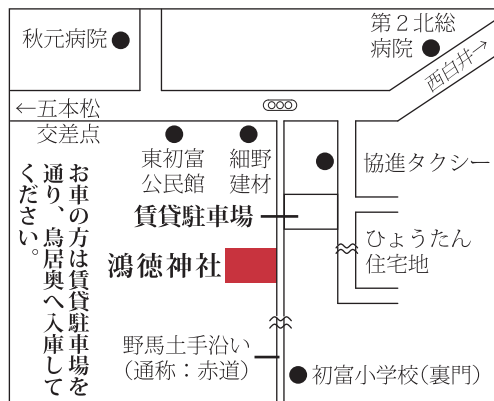 秋元病院
第２北総
病院
西白井→
←五本松
交差点
東初富
公民館
細野
建材
協進タクシー
賃貸駐車場
鴻徳神社
ひょうたん
住宅地
お車の方は賃貸駐車場を
通り、鳥居奥へ入庫して
ください。
野馬土手沿い
（通称：赤道）
初富小学校（裏門）